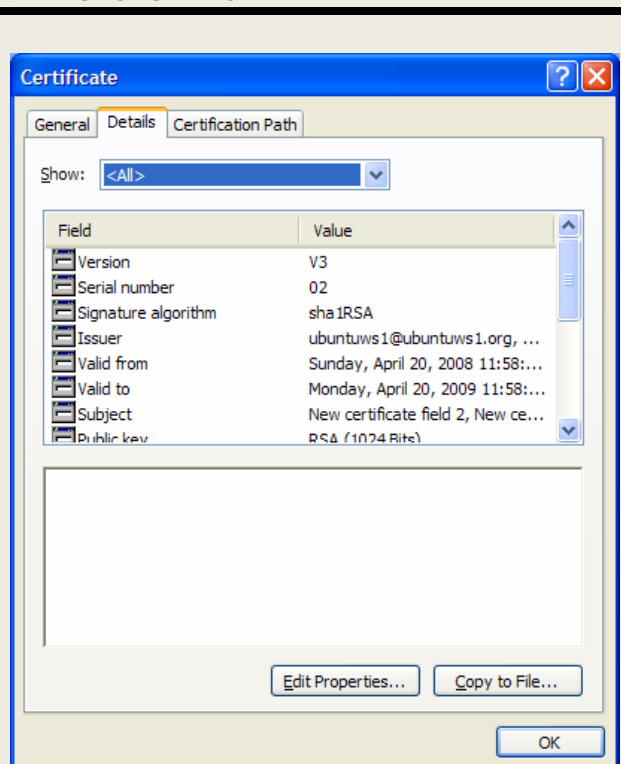 Certificate
General Details Certification Path
Show: <All>
Field Value
Version V3
Serial number 02
Signature algorithm sha1RSA
Issuer ubuntuws1@ubuntuws1.org, ...
Valid from Sunday, April 20, 2008 11:58:...
Valid to Monday, April 20, 2009 11:58:...
Subject New certificate field 2, New ce...
Public key RSA (1024 Bits)
Edit Properties... Copy to File...
OK